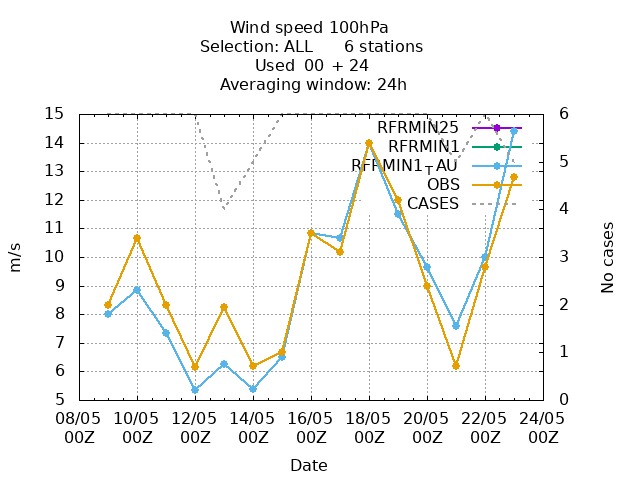 Wind speed 100hPa
Selection: ALL      6 stations
Used  00  + 24
Averaging window: 24h
RFRMIN25
RFRMIN1
RFRMIN1_TAU
OBS
CASES
15
14
13
12
11
10
9
8
7
6
5
6
5
4
3
2
1
0
m/s
No cases
08/05 10/05 12/05 14/05 16/05 18/05 20/05 22/05 24/05
00Z 00Z 00Z 00Z 00Z 00Z 00Z 00Z 00Z
Date